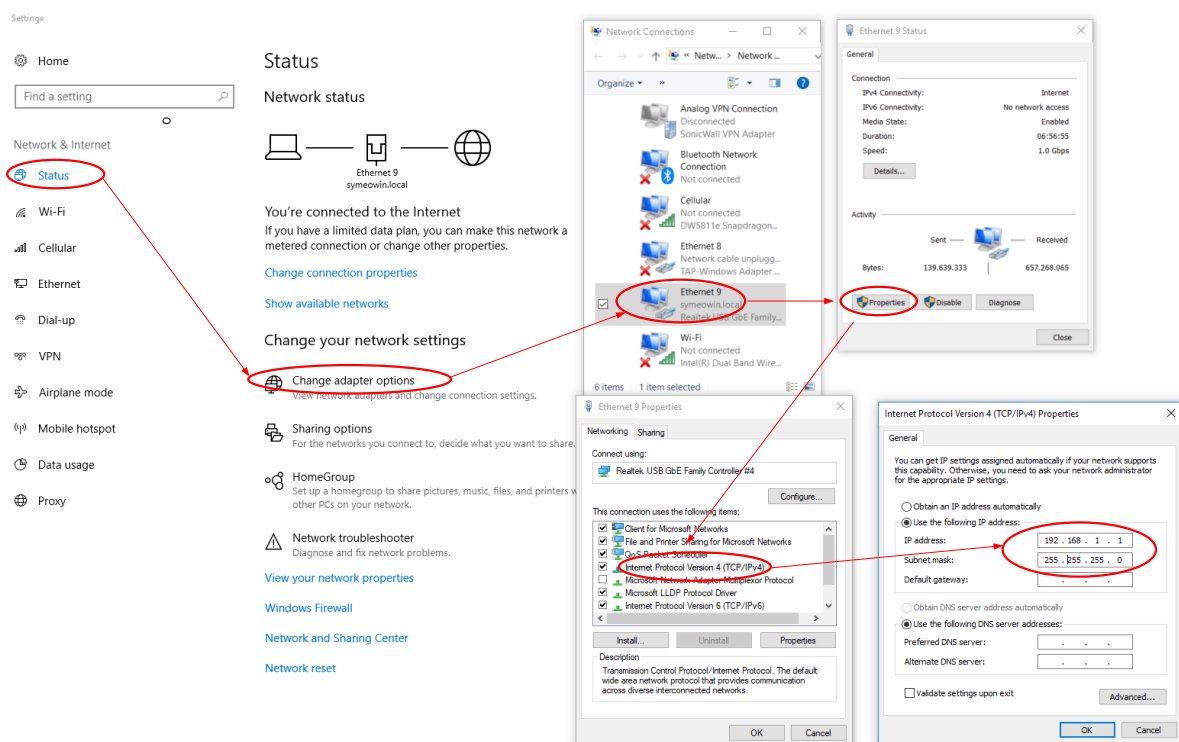 Settings
Home
Find a setting
Network & Internet
Status
Wi-Fi
Cellular
Ethernet
Dial-up
VPN
Airplane mode
Mobile hotspot
Data usage
Proxy
Status
Network status
Ethernet 9
symeowin.local
You're connected to the Internet
If you have a limited data plan, you can make this network a
metered connection or change other properties.
Change connection properties
Show available networks
Change your network settings
Change adapter options
View network adapters and change connection settings.
Sharing options
For the networks you connect to, decide what you want to share.
HomeGroup
Set up a homegroup to share pictures, music, files, and printers w
other PCs on your network.
Network troubleshooter
Diagnose and fix network problems.
View your network properties
Windows Firewall
Network and Sharing Center
Network reset
Network Connections
« Netw... > Network ...
Organize
»
Analog VPN Connection
Disconnected
SonicWall VPN Adapter
Bluetooth Network
Connection
Not connected
Cellular
Not connected
DW5811e Snapdragon...
Ethernet 8
Network cable unplugg...
TAP-Windows Adapter ...
Ethernet 9
symeowin.local
Realtek USB GbE Family...
Wi-Fi
Not connected
Intel(R) Dual Band Wire...
6 items 1 item selected
Ethernet 9 Status
General
Connection
IPv4 Connectivity: Internet
IPv6 Connectivity: No network access
Media State: Enabled
Duration: 06:56:55
Speed: 1.0 Gbps
Details...
Activity
Sent — — Received
Bytes: 139.639.333 | 657.268.065
Properties Disable Diagnose
Close
Ethernet 9 Properties
Networking Sharing
Connect using:
Realtek USB GbE Family Controller #4
Configure...
This connection uses the following items:
Client for Microsoft Networks
File and Printer Sharing for Microsoft Networks
QoS Packet Scheduler
Internet Protocol Version 4 (TCP/IPv4)
Microsoft Network Adapter Multiplexor Protocol
Microsoft LLDP Protocol Driver
Internet Protocol Version 6 (TCP/IPv6)
Install... Uninstall Properties
Description
Transmission Control Protocol/Internet Protocol. The default
wide area network protocol that provides communication
across diverse interconnected networks.
OK Cancel
Internet Protocol Version 4 (TCP/IPv4) Properties
General
You can get IP settings assigned automatically if your network supports
this capability. Otherwise, you need to ask your network administrator
for the appropriate IP settings.
Obtain an IP address automatically
Use the following IP address:
IP address: 192 . 168 . 1 . 1
Subnet mask: 255 . 255 . 255 . 0
Default gateway: . . .
Obtain DNS server address automatically
Use the following DNS server addresses:
Preferred DNS server: . . .
Alternate DNS server: . . .
Validate settings upon exit
Advanced...
OK Cancel